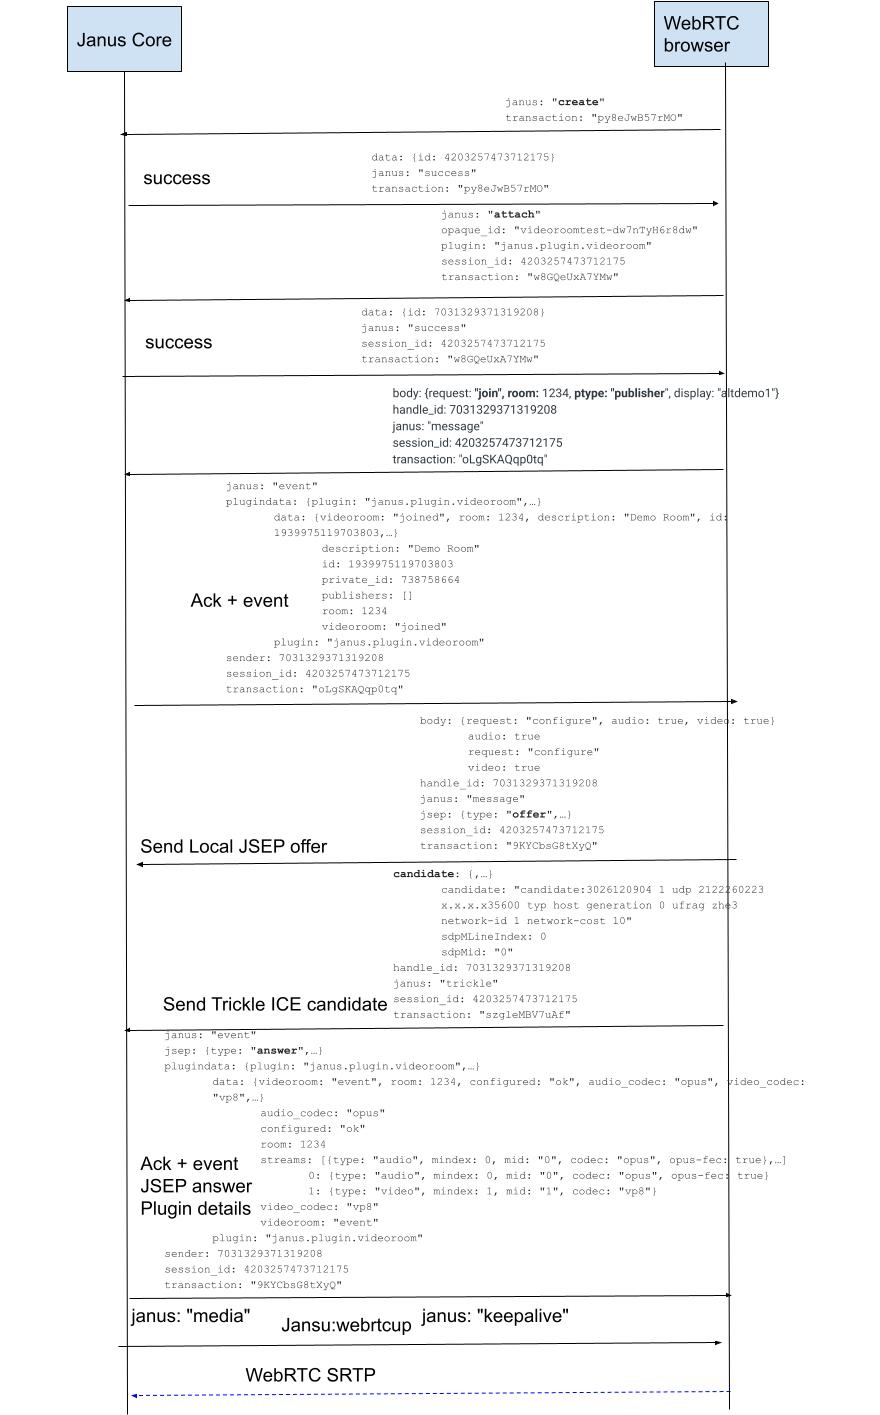 Janus Core
WebRTC
browser
janus: "create"
transaction: "py8eJwB57rMO"
data: {id: 4203257473712175}
janus: "success"
transaction: "py8eJwB57rMO"
success
janus: "attach"
opaque_id: "videoroomtest-dw7nTyH6r8dw"
plugin: "janus.plugin.videoroom"
session_id: 4203257473712175
transaction: "w8GQeUxA7YMw"
data: {id: 7031329371319208}
janus: "success"
session_id: 4203257473712175
transaction: "w8GQeUxA7YMw"
success
body: {request: "join", room: 1234, ptype: "publisher", display: "altdemo1"}
handle_id: 7031329371319208
janus: "message"
session_id: 4203257473712175
transaction: "oLgSKAQqp0tq"
janus: "event"
plugindata: {plugin: "janus.plugin.videoroom",…}
data: {videoroom: "joined", room: 1234, description: "Demo Room", id:
1939975119703803,…}
description: "Demo Room"
id: 1939975119703803
private_id: 738758664
publishers: []
room: 1234
videoroom: "joined"
plugin: "janus.plugin.videoroom"
sender: 7031329371319208
session_id: 4203257473712175
transaction: "oLgSKAQqp0tq"
Ack + event
body: {request: "configure", audio: true, video: true}
audio: true
request: "configure"
video: true
handle_id: 7031329371319208
janus: "message"
jsep: {type: "offer",…}
session_id: 4203257473712175
transaction: "9KYCbsG8tXyQ"
Send Local JSEP offer
candidate: {,…}
candidate: "candidate:3026120904 1 udp 2122260223
x.x.x.x35600 typ host generation 0 ufrag zhe3
network-id 1 network-cost 10"
sdpMLineIndex: 0
sdpMid: "0"
handle_id: 7031329371319208
janus: "trickle"
session_id: 4203257473712175
transaction: "szgleMBV7uAf"
Send Trickle ICE candidate
janus: "event"
jsep: {type: "answer",…}
plugindata: {plugin: "janus.plugin.videoroom",…}
data: {videoroom: "event", room: 1234, configured: "ok", audio_codec: "opus", video_codec:
"vp8",…}
audio_codec: "opus"
configured: "ok"
room: 1234
streams: [{type: "audio", mindex: 0, mid: "0", codec: "opus", opus-fec: true},…]
0: {type: "audio", mindex: 0, mid: "0", codec: "opus", opus-fec: true}
1: {type: "video", mindex: 1, mid: "1", codec: "vp8"}
video_codec: "vp8"
videoroom: "event"
plugin: "janus.plugin.videoroom"
sender: 7031329371319208
session_id: 4203257473712175
transaction: "9KYCbsG8tXyQ"
Ack + event
JSEP answer
Plugin details
janus: "media"
Jansu:webrtcup
janus: "keepalive"
WebRTC SRTP